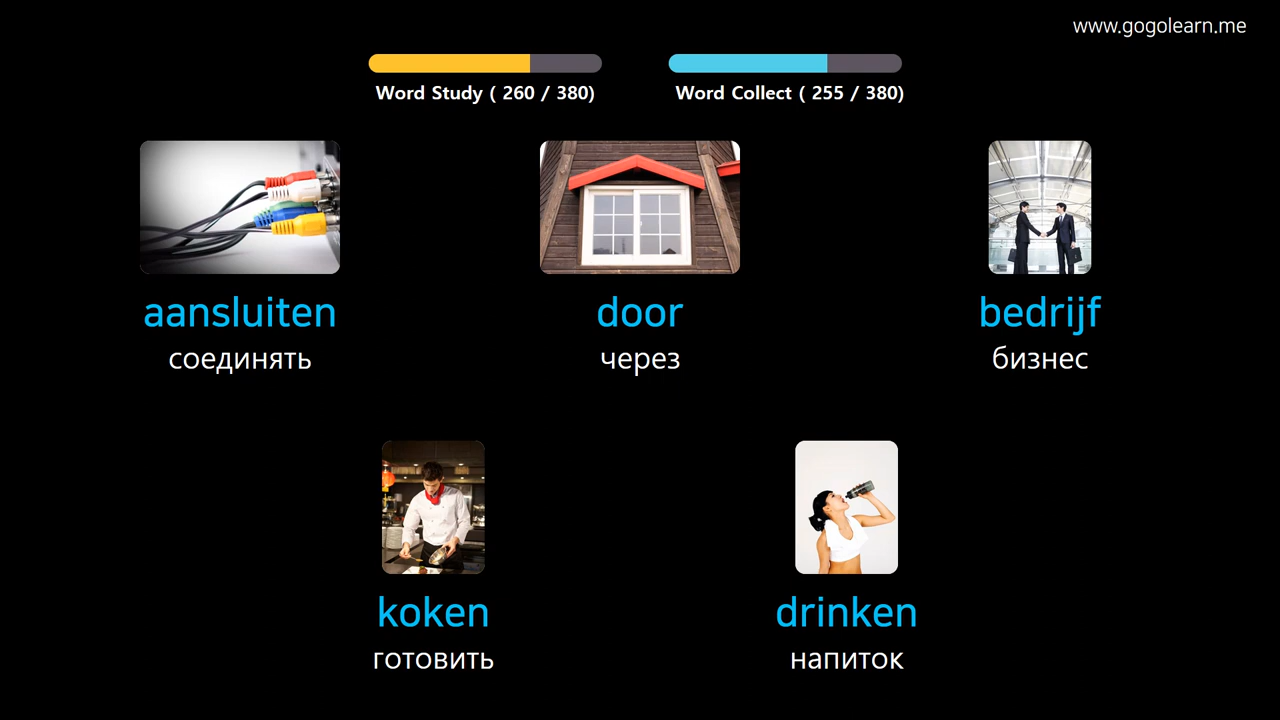 www.gogolearn.me
Word Study ( 260 / 380)
Word Collect ( 255 / 380)
aansluiten
соединять
door
через
bedrijf
бизнес
koken
готовить
drinken
напиток